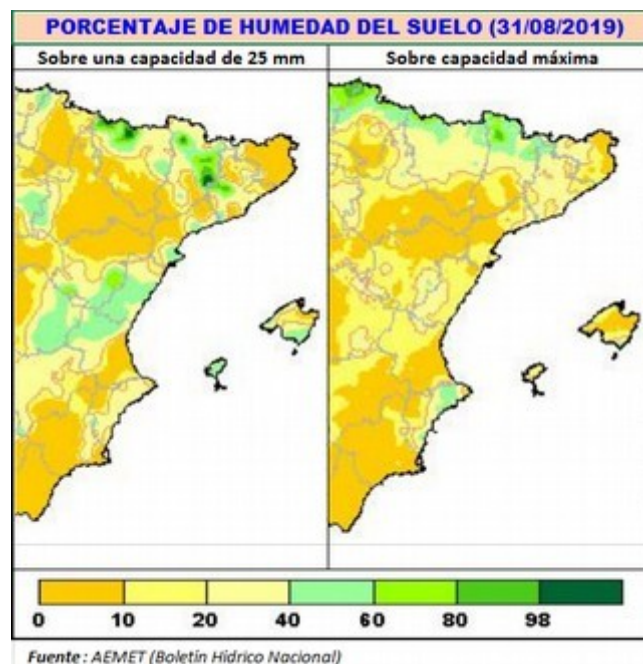 PORCENTAJE DE HUMEDAD DEL SUELO (31/08/2019)
Sobre una capacidad de 25 mm
Sobre capacidad máxima
0 10 20 40 60 80 98
Fuente: AEMET (Boletín Hídrico Nacional)